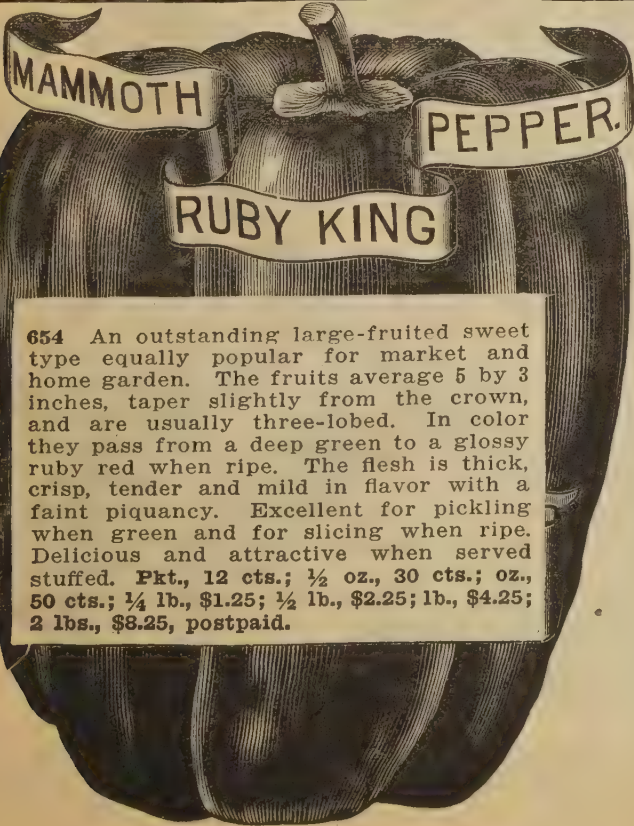 MAMMOTH
PEPPER.
RUBY KING
654 An outstanding large-fruited sweet
type equally popular for market and
home garden. The fruits average 5 by 3
inches, taper slightly from the crown,
and are usually three-lobed. In color
they pass from a deep green to a glossy
ruby red when ripe. The flesh is thick,
crisp, tender and mild in flavor with a
faint piquancy. Excellent for pickling
when green and for slicing when ripe.
Delicious and attractive when served
stuffed. Pkt., 12 cts.; ½ oz., 30 cts.; oz.,
50 cts.; ¼ lb., $1.25; ½ lb., $2.25; lb., $4.25;
2 lbs., $8.25, postpaid.